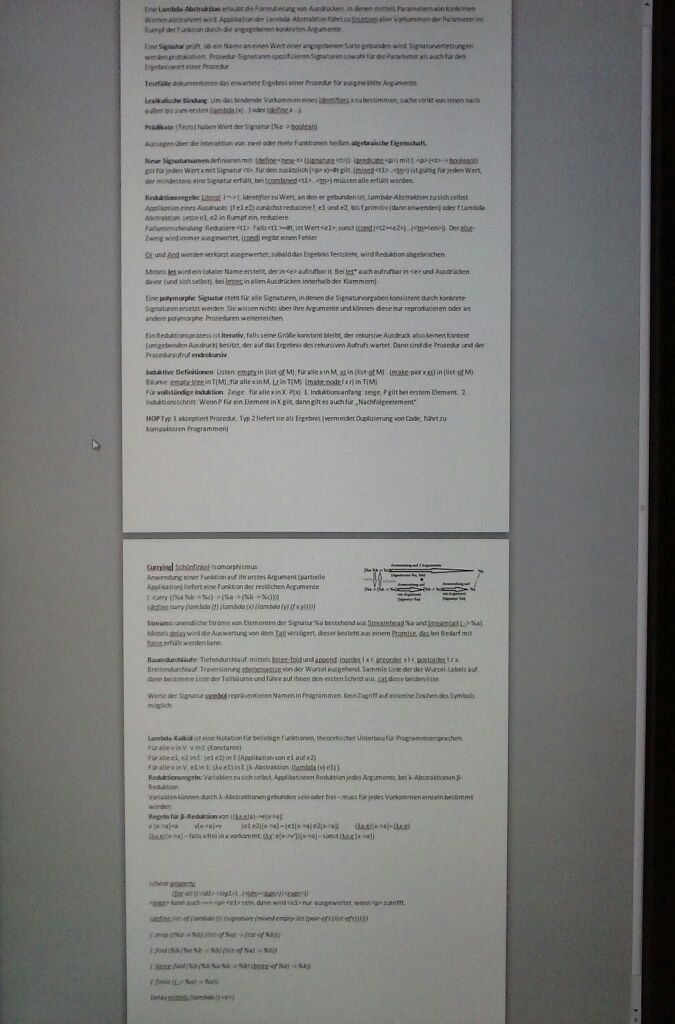 Eine Lambda-Abstraktion erlaubt die Formulierung von Ausdrücken, in denen mittels Parametern von konkreten
Werten abstrahiert wird. Applikation der Lambda-Abstraktion führt zu Ersetzen aller Vorkommen der Parameter im
Rumpf der Funktion durch die angegebenen konkreten Argumente.
Eine Signatur prüft, ob ein Name an einen Wert einer angegebenen Sorte gebunden wird. Signaturverletzungen
werden protokolliert. Prozedur-Signaturen spezifizieren Signaturen sowohl für die Parameter als auch für den
Ergebniswert einer Prozedur
Testfälle dokumentieren das erwartete Ergebnis einer Prozedur für ausgewählte Argumente.
Lexikalische Bindung: Um das bindende Vorkommen eines Identifiers x zu bestimmen, suche strikt von innen nach
außen bis zum ersten (lambda (x)...) oder (define x ...)
Prädikate (Tests) haben Wert der Signatur (%a -> boolean)
Aussagen über die Interaktion von zwei oder mehr Funktionen heißen algebraische Eigenschaft.
Neue Signaturnamen definieren mit: (define <new-t> (signature <t>)). (predicate <p>) mit (: <p> (<t> -> boolean))
gilt für jeden Wert x mit Signatur <t>, für den zusätzlich (<p> x)=#t gilt. (mixed <t1>...<tn>) ist gültig für jeden Wert,
der mindestens eine Signatur erfüllt, bei (combined <t1>...<tn>) müssen alle erfüllt werden.
Reduktionsregeln: Literal: l => l, Identifier zu Wert, an den er gebunden ist, Lambda-Abstraktion zu sich selbst.
Applikation eines Ausdrucks: (f e1 e2) zunächst reduziere f, e1 und e2, bis f primitiv (dann anwenden) oder f Lambda-
Abstraktion: setze e1, e2 in Rumpf ein, reduziere.
Fallunterscheidung: Reduziere <t1>. Falls <t1>=#t, ist Wert <e1>, sonst (cond (<t2><e2>)...(<tn><en>)). Der else-
Zweig wird immer ausgewertet, (cond) ergibt einen Fehler
Or und And werden verkürzt ausgewertet, sobald das Ergebnis feststeht, wird Reduktion abgebrochen.
Mittels let wird ein lokaler Name erstellt, der in <e> aufrufbar it. Bei let* auch aufrufbar in <e> und Ausdrücken
davor (und sich selbst), bei letrec in allen Ausdrücken innerhalb der Klammern).
Eine polymorphe Signatur steht für alle Signaturen, in denen die Signaturvorgaben konsistent durch konkrete
Signaturen ersetzt werden. Sie wissen nichts über ihre Argumente und können diese nur reproduzieren oder an
andere polymorphe Prozeduren weiterreichen.
Ein Reduktionsprozess ist iterativ, falls seine Größe konstant bleibt, der rekursive Ausdruck also keinen Kontext
(umgebenden Ausdruck) besitzt, der auf das Ergebnis des rekursiven Aufrufs wartet. Dann sind die Prozedur und der
Prozeduraufruf endrekursiv.
Induktive Definitionen: Listen: empty in (list-of M), für alle x in M, xs in (list-of M): (make-pair x xs) in (list-of M).
Bäume: empty-tree in T(M), für alle x in M, l,r in T(M): (make-node l x r) in T(M)
Für vollständige Induktion: Zeige: für alle x in X: P(x): 1. Induktionsanfang: zeige, P gilt bei erstem Element. 2.
Induktionsschritt: Wenn P für ein Element in X gilt, dann gilt es auch für „Nachfolgeelement“.
HOP Typ 1 akzeptiert Prozedur, Typ 2 liefert sie als Ergebnis (vermeidet Duplizierung von Code, führt zu
kompakteren Programmen)
Currying/ Schönfinkel-Isomorphismus:
Anwendung einer Funktion auf ihr erstes Argument (partielle
Applikation) liefert eine Funktion der restlichen Argumente.
(: curry ((%a %b -> %c) -> (%a -> (%b -> %c))))
(define curry (lambda (f) (lambda (x) (lambda (y) (f x y)))))
Anwendung auf 2 Argumente
Anwendung auf
ein Argument
Anwendung auf
ein Argument
Streams: unendliche Ströme von Elementen der Signatur %a bestehend aus Streamhead %a und Streamtail (-> %a).
Mittels delay wird die Auswertung von dem Tail verzögert, dieser besteht aus einem Promise, das bei Bedarf mit
force erfüllt werden kann.
Baumdurchläufe: Tiefendurchlauf: mittels btree-fold und append: inorder l x r, preorder x l r, postorder l r x.
Breitendurchlauf: Traversierung ebenenweise von der Wurzel ausgehend. Sammle Liste der der Wurzel-Labels auf,
dann bestimme Liste der Teilbäume und führe auf ihnen den ersten Schritt aus, cat diese beiden liste.
Werte der Signatur symbol repräsentieren Namen in Programmen. Kein Zugriff auf einzelne Zeichen des Symbols
möglich.
Lambda-Kalkül ist eine Notation für beliebige Funktionen, theoretischer Unterbau für Programmiersprachen.
Für alle v in V: v in E (Konstante)
Für alle e1, e2 in E: (e1 e2) in E (Applikation von e1 auf e2)
Für alle v in V, e1 in E: (λv.e1) in E (λ-Abstraktion: (lambda (v) e1) ).
Reduktionsregeln: Variablen zu sich selbst, Applikationen Reduktion jedes Arguments, bei λ-Abstraktionen β-
Reduktion
Variablen können durch λ-Abstraktionen gebunden sein oder frei – muss für jedes Vorkommen einzeln bestimmt
werden.
Regeln für β-Reduktion von ((λx.e)a)->e[x->a]
x [x->a]=a v[x->a]=v (e1 e2)[x->a] = (e1[x->a] e2[x->a]) (λx.e)[x->a]=(λx.e)
(λv.e)[x->a] – falls v frei in a vorkommt: (λv'.e[v->v'])[x->a] – sonst (λv.e [x->a])
(check-property
(for-all ((<id1> <sig1>)...(<idn><sign>)) <expr>))
<expr> kann auch ==> <p> <e1> sein, dann wird <e1> nur ausgewertet, wenn <p> zutrifft.
(define list-of (lambda (t) (signature (mixed empty-list (pair-of t (list-of t))))))
(: map ((%a -> %b) (list-of %a) -> (list-of %b)))
(: fold (%b (%a %b -> %b) (list-of %a) -> %b))
(: btree-fold (%b (%b %a %b -> %b) (btree-of %a) -> %b))
(: force ((-> %a) -> %a))
Delay mittels (lambda () <e>)